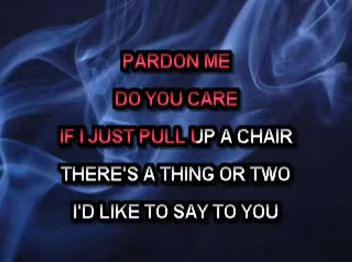 PARDON ME
DO YOU CARE
IF I JUST PULL UP A CHAIR
THERE'S A THING OR TWO
I'D LIKE TO SAY TO YOU